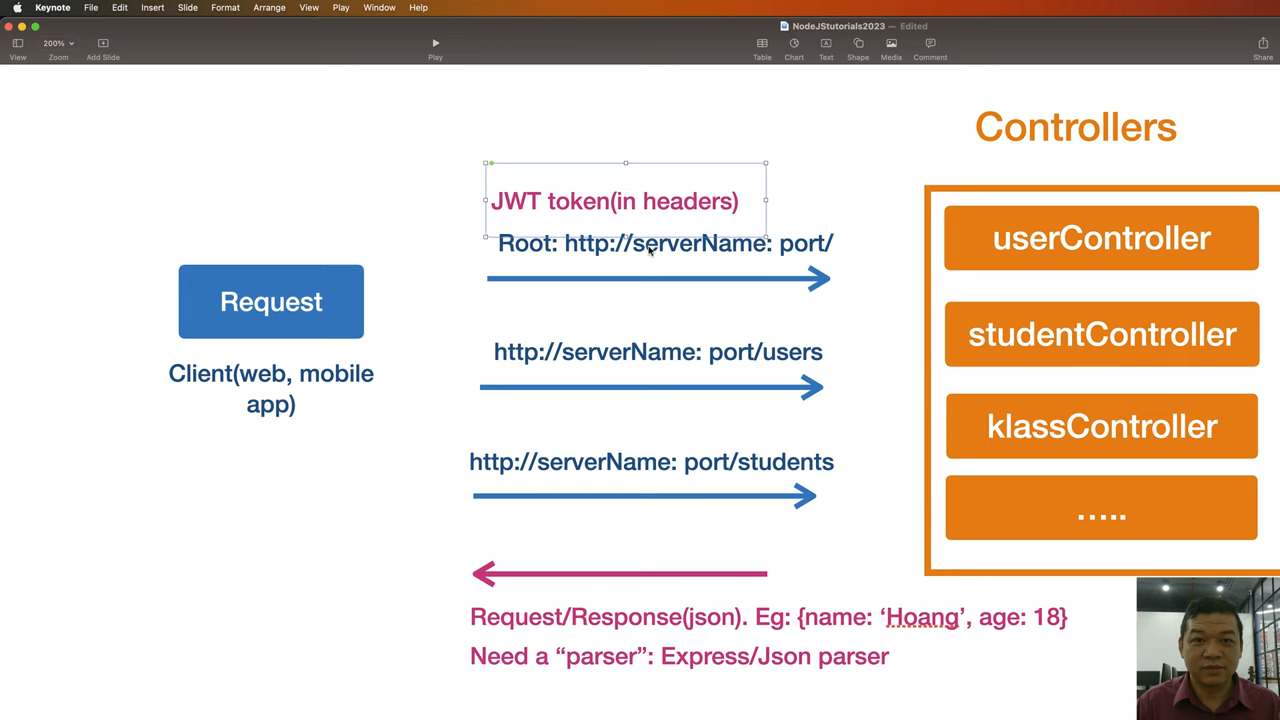 Keynote File Edit Insert Slide Format Arrange View Play Window Help
NodeJStutorials2023 — Edited
200%
View Zoom Add Slide Play Table Chart Text Shape Media Comment Share
Controllers
JWT token(in headers)
Root: http://serverName: port/
userController
Request
studentController
http://serverName: port/users
Client(web, mobile
app)
klassController
http://serverName: port/students
…..
Request/Response(json). Eg: {name: ‘Hoang’, age: 18}
Need a “parser”: Express/Json parser